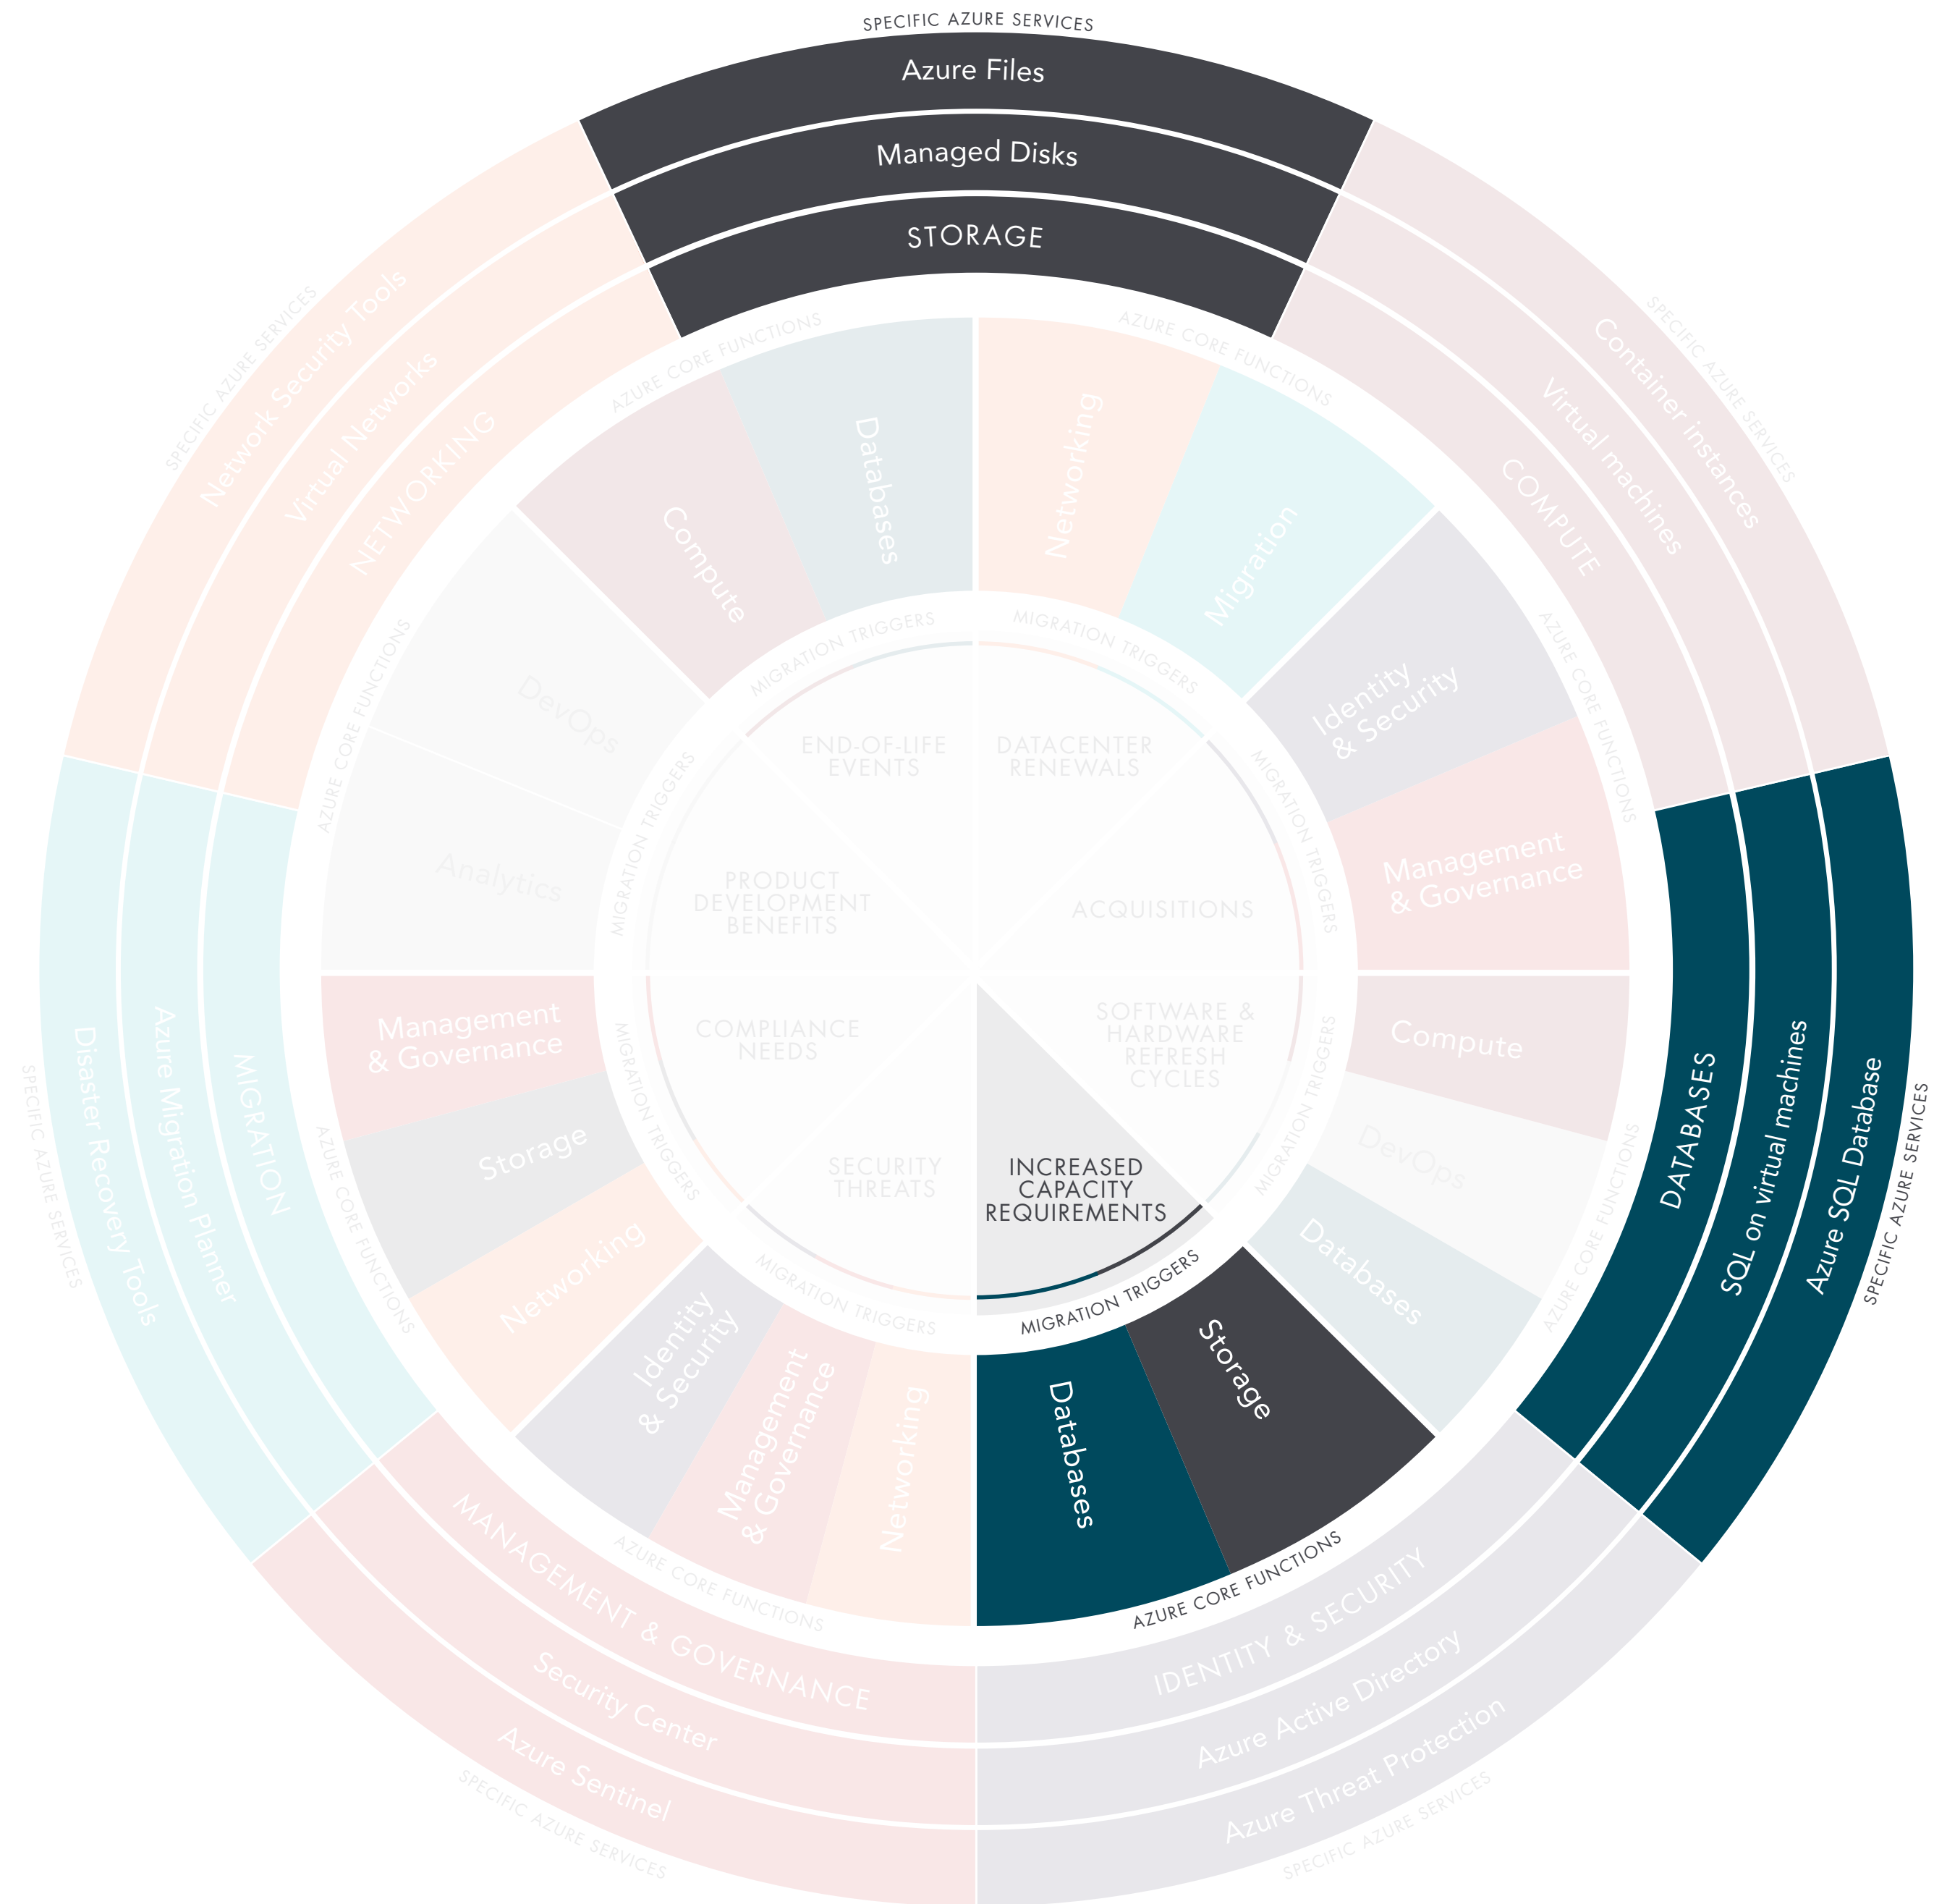 SPECIFIC AZURE SERVICES
Azure Files
Managed Disks
STORAGE
SPECIFIC AZURE SERVICES
Container instances
Virtual machines
COMPUTE
SPECIFIC AZURE SERVICES
Azure SQL Database
SQL on virtual machines
DATABASES
SPECIFIC AZURE SERVICES
Azure Threat Protection
Azure Active Directory
IDENTITY & SECURITY
SPECIFIC AZURE SERVICES
Azure Sentinel
Security Center
MANAGEMENT & GOVERNANCE
SPECIFIC AZURE SERVICES
Disaster Recovery Tools
Azure Migration Planner
MIGRATION
SPECIFIC AZURE SERVICES
Network Security Tools
Virtual Networks
NETWORKING
AZURE CORE FUNCTIONS
Networking
Migration
MIGRATION TRIGGERS
DATACENTER
RENEWALS
AZURE CORE FUNCTIONS
Identity
& Security
Management
& Governance
MIGRATION TRIGGERS
ACQUISITIONS
AZURE CORE FUNCTIONS
Compute
DevOps
Databases
MIGRATION TRIGGERS
SOFTWARE &
HARDWARE
REFRESH
CYCLES
AZURE CORE FUNCTIONS
Storage
Databases
MIGRATION TRIGGERS
INCREASED
CAPACITY
REQUIREMENTS
AZURE CORE FUNCTIONS
Networking
Management
& Governance
Identity
& Security
MIGRATION TRIGGERS
SECURITY
THREATS
AZURE CORE FUNCTIONS
Networking
Storage
Management
& Governance
MIGRATION TRIGGERS
COMPLIANCE
NEEDS
AZURE CORE FUNCTIONS
Analytics
DevOps
MIGRATION TRIGGERS
PRODUCT
DEVELOPMENT
BENEFITS
AZURE CORE FUNCTIONS
Compute
Databases
MIGRATION TRIGGERS
END-OF-LIFE
EVENTS